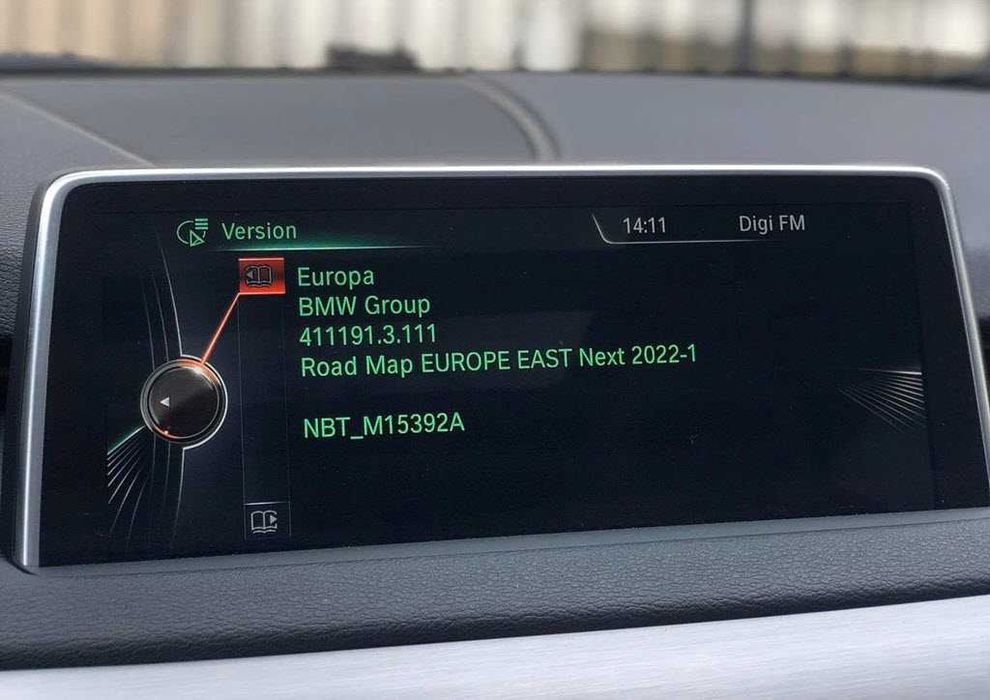 Version
14:11
Digi FM
Europa
BMW Group
411191.3.111
Road Map EUROPE EAST Next 2022-1
NBT_M15392A